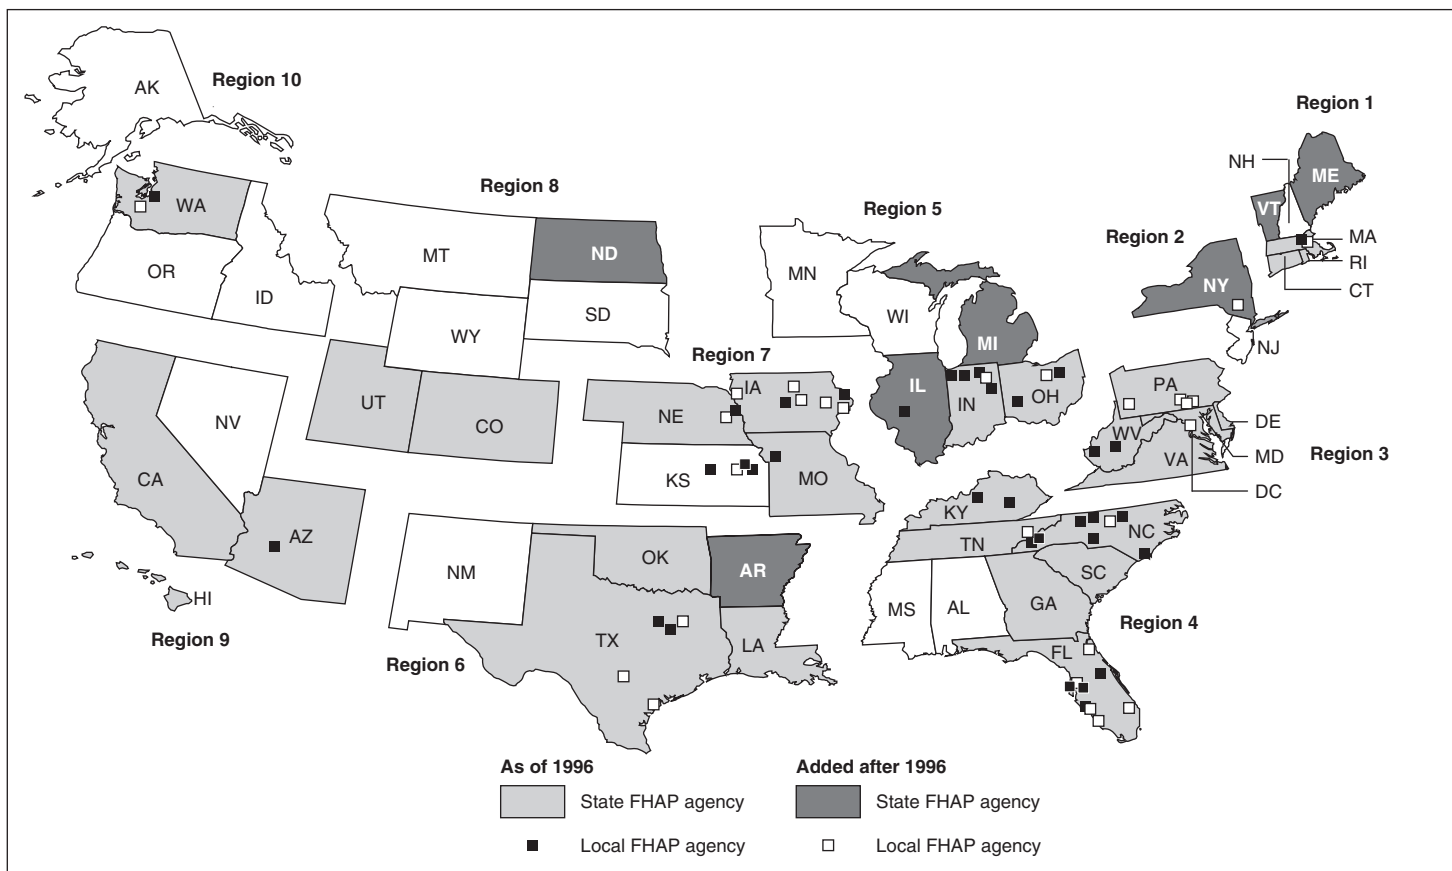 AK
Region 10
Region 1
NH
ME
VT
WA
Region 8
Region 5
Region 2
MA
RI
CT
OR
ID
MT
ND
MN
WI
MI
NY
NJ
WY
SD
Region 7
IA
IL
IN
OH
PA
NV
UT
CO
NE
WV
VA
DE
MD
DC
Region 3
CA
KS
MO
KY
AZ
NC
TN
OK
AR
SC
NM
MS
AL
GA
HI
Region 9
TX
LA
Region 4
FL
Region 6
As of 1996
Added after 1996
State FHAP agency
State FHAP agency
Local FHAP agency
Local FHAP agency